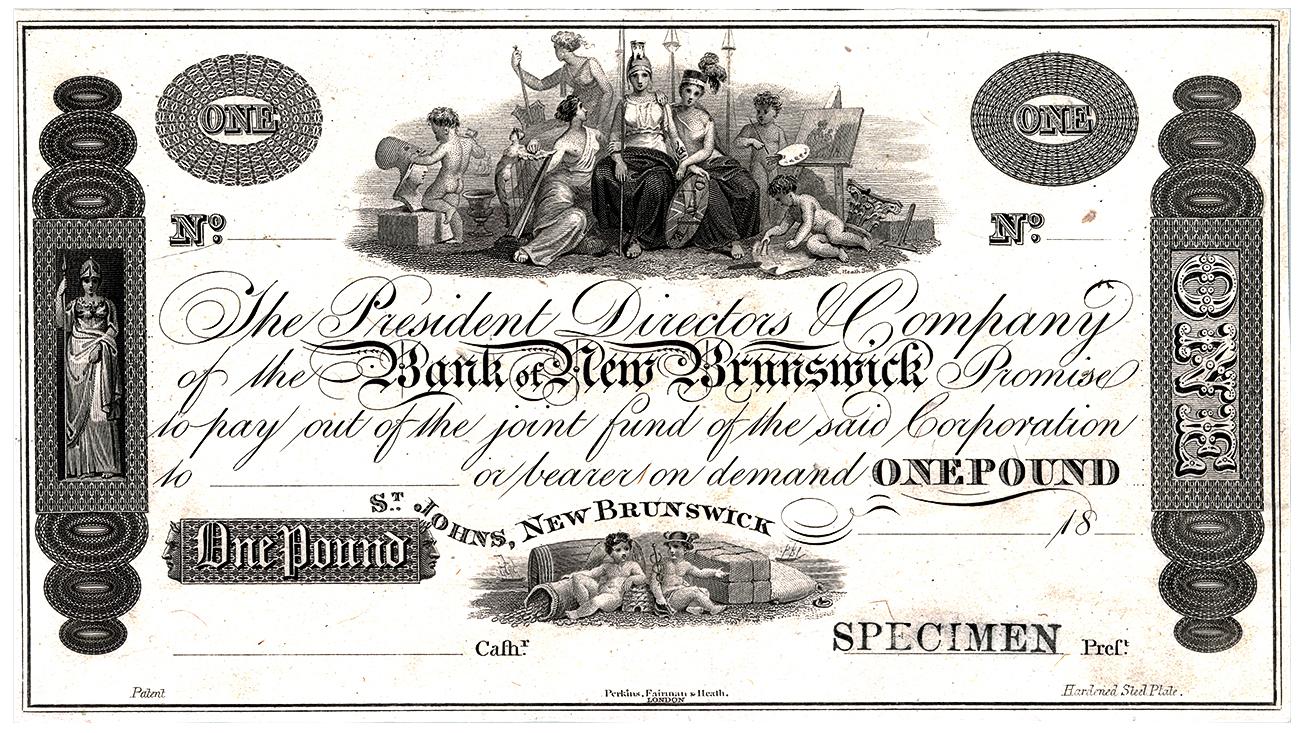 ONE
ONE
Nº.
Nº.
Heath
The President Directors & Company
of the Bank of New Brunswick Promise
to pay out of the joint fund of the said Corporation
to or bearer on demand ONE POUND
ST. JOHNS, NEW BRUNSWICK
18
One Pound
ONE
Caſhr.
SPECIMEN Preſt.
Patent
Perkins, Fairman & Heath.
LONDON
Hardened Steel Plate.